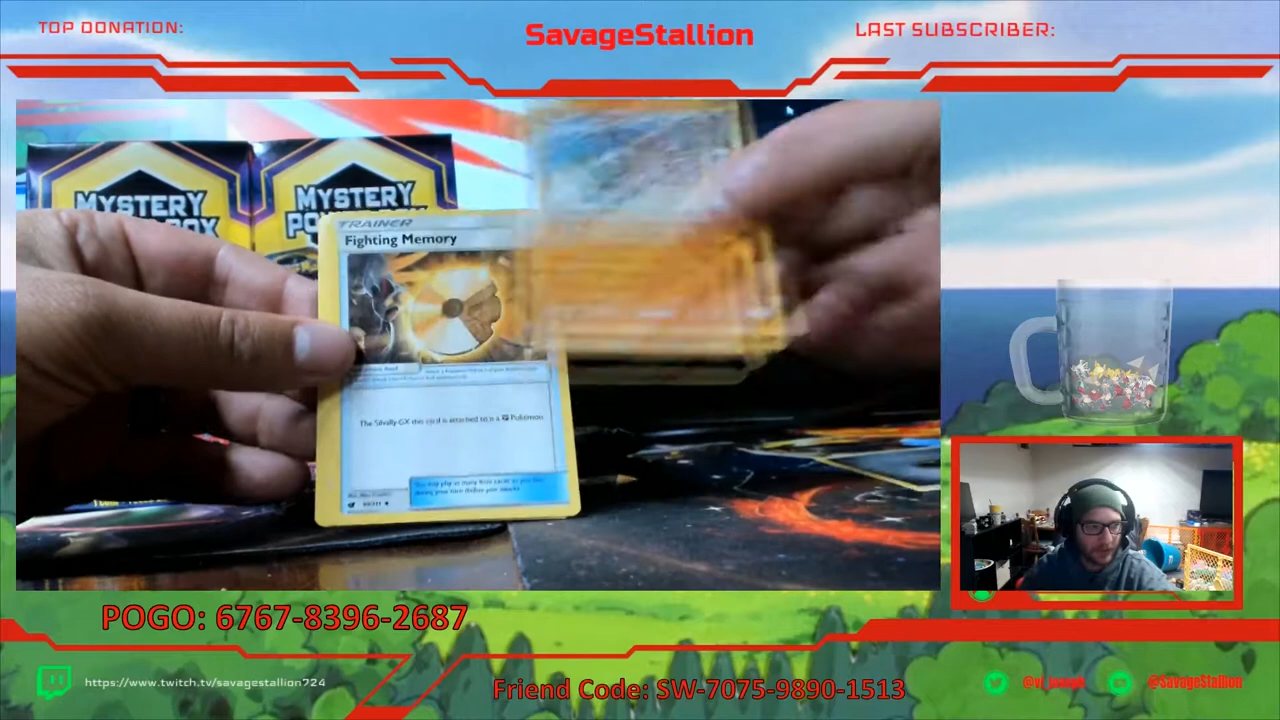 TOP DONATION:
SavageStallion
LAST SUBSCRIBER:
MYSTERY
MYSTERY
TRAINER
Fighting Memory
The Silvally-GX this card is attached to is a Pokémon.
POGO: 6767-8396-2687
https://www.twitch.tv/savagestallion724
Friend Code: SW-7075-9890-1513
@SavageStallion